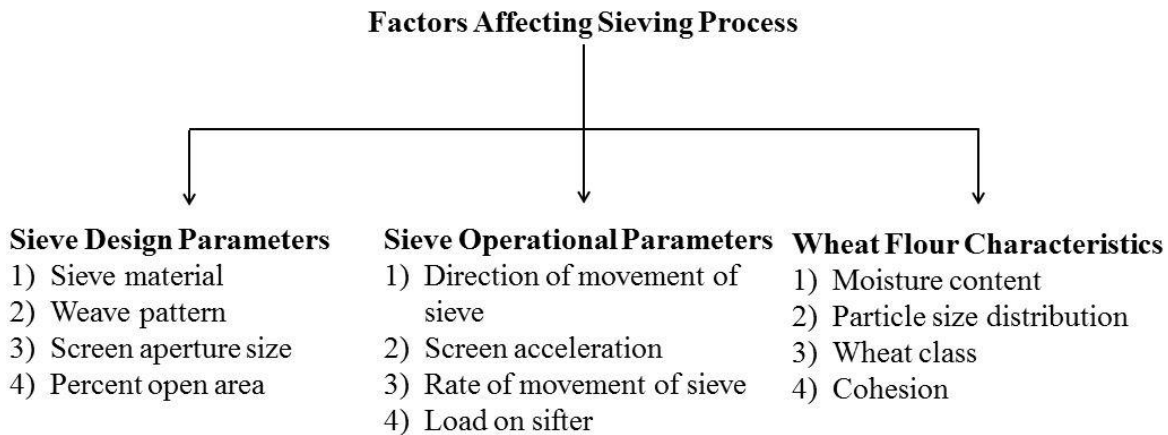 Factors Affecting Sieving Process
Sieve Design Parameters
1) Sieve material
2) Weave pattern
3) Screen aperture size
4) Percent open area
Sieve Operational Parameters
1) Direction of movement of
sieve
2) Screen acceleration
3) Rate of movement of sieve
4) Load on sifter
Wheat Flour Characteristics
1) Moisture content
2) Particle size distribution
3) Wheat class
4) Cohesion